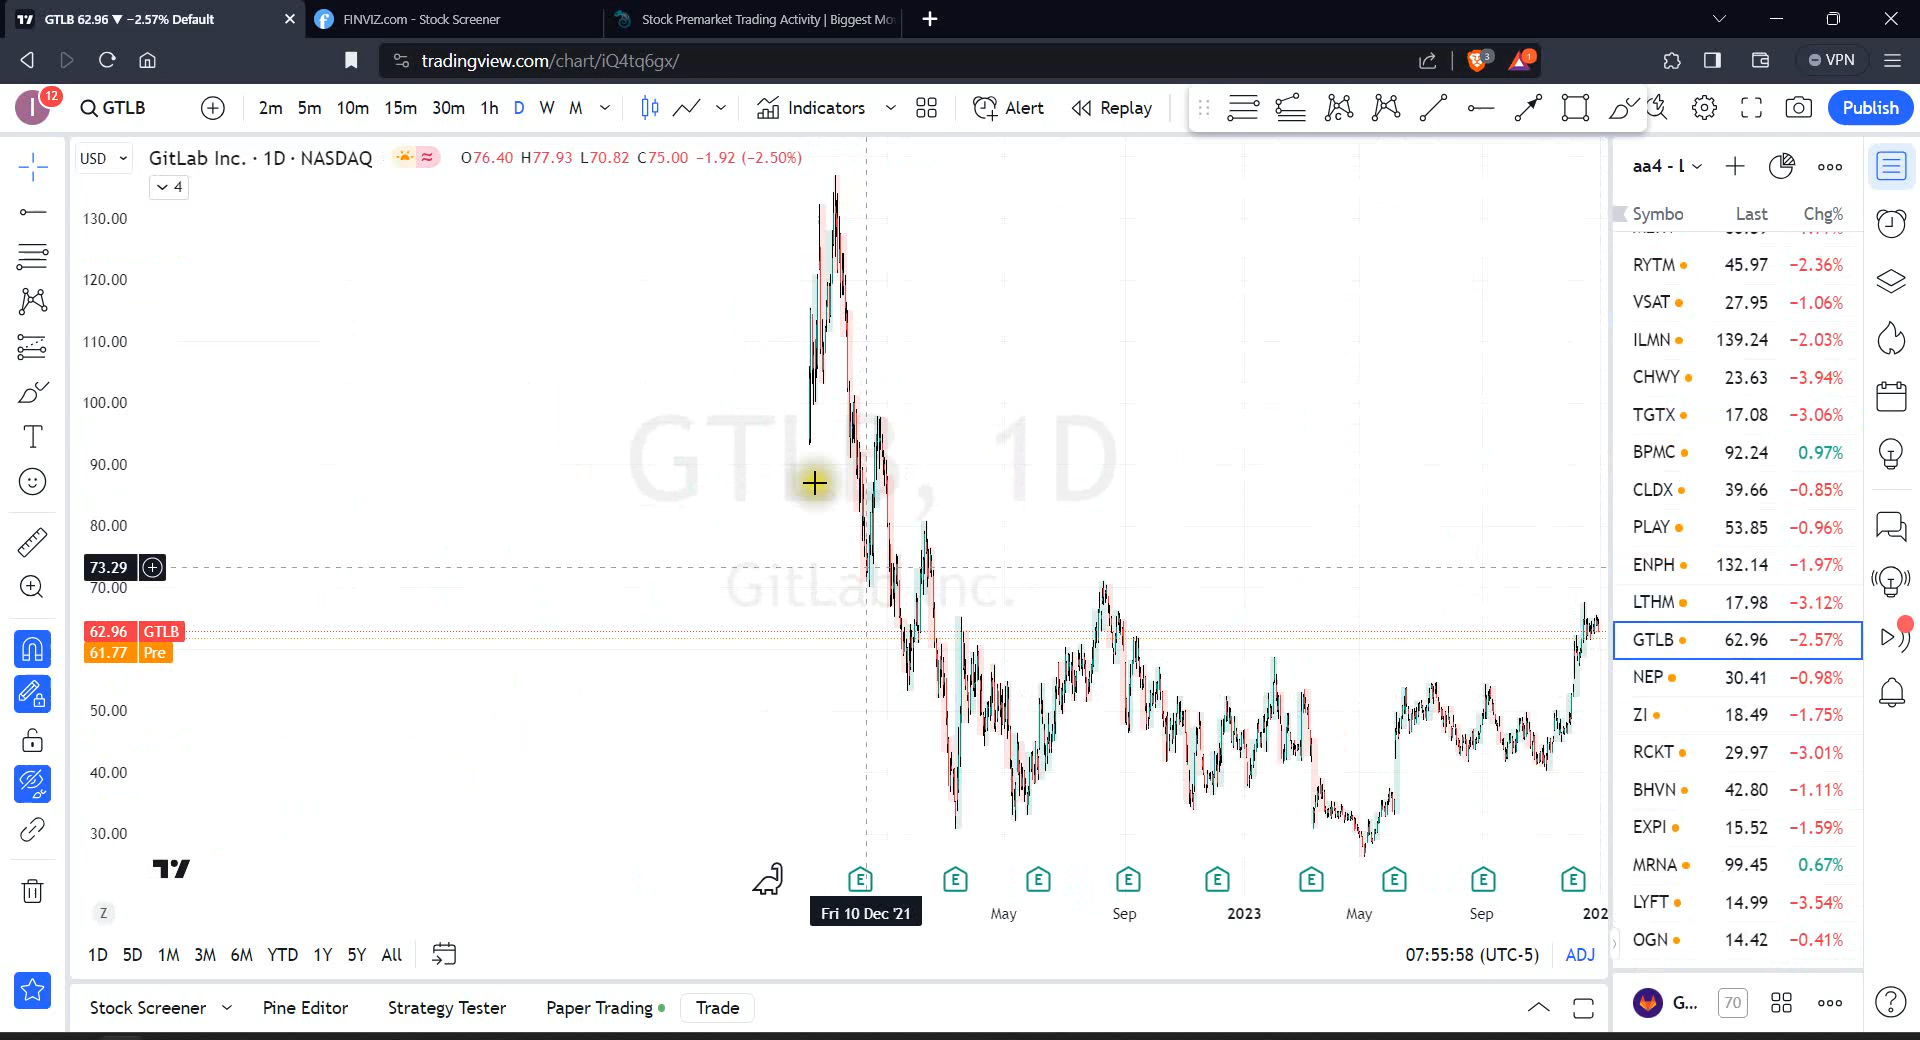 GTLB 62.96 ▼ −2.57% Default
FINVIZ.com - Stock Screener
Stock Premarket Trading Activity | Biggest Mo
tradingview.com/chart/iQ4tq6gx/
3
1
VPN
I
12
GTLB
2m 5m 10m 15m 30m 1h D W M
Indicators
Alert
Replay
Publish
USD
GitLab Inc. · 1D · NASDAQ
O76.40 H77.93 L70.82 C75.00 −1.92 (−2.50%)
4
GTLB, 1D
GitLab Inc.
130.00
120.00
110.00
100.00
90.00
80.00
73.29
70.00
62.96 GTLB
61.77 Pre
50.00
40.00
30.00
E E E E E E E E E
Z
Fri 10 Dec '21
May
Sep
2023
May
Sep
202
1D 5D 1M 3M 6M YTD 1Y 5Y All
07:55:58 (UTC-5)
ADJ
Stock Screener
Pine Editor
Strategy Tester
Paper Trading
Trade
aa4 - L
Symbo Last Chg%
RYTM 45.97 −2.36%
VSAT 27.95 −1.06%
ILMN 139.24 −2.03%
CHWY 23.63 −3.94%
TGTX 17.08 −3.06%
BPMC 92.24 0.97%
CLDX 39.66 −0.85%
PLAY 53.85 −0.96%
ENPH 132.14 −1.97%
LTHM 17.98 −3.12%
GTLB 62.96 −2.57%
NEP 30.41 −0.98%
ZI 18.49 −1.75%
RCKT 29.97 −3.01%
BHVN 42.80 −1.11%
EXPI 15.52 −1.59%
MRNA 99.45 0.67%
LYFT 14.99 −3.54%
OGN 14.42 −0.41%
G...
70